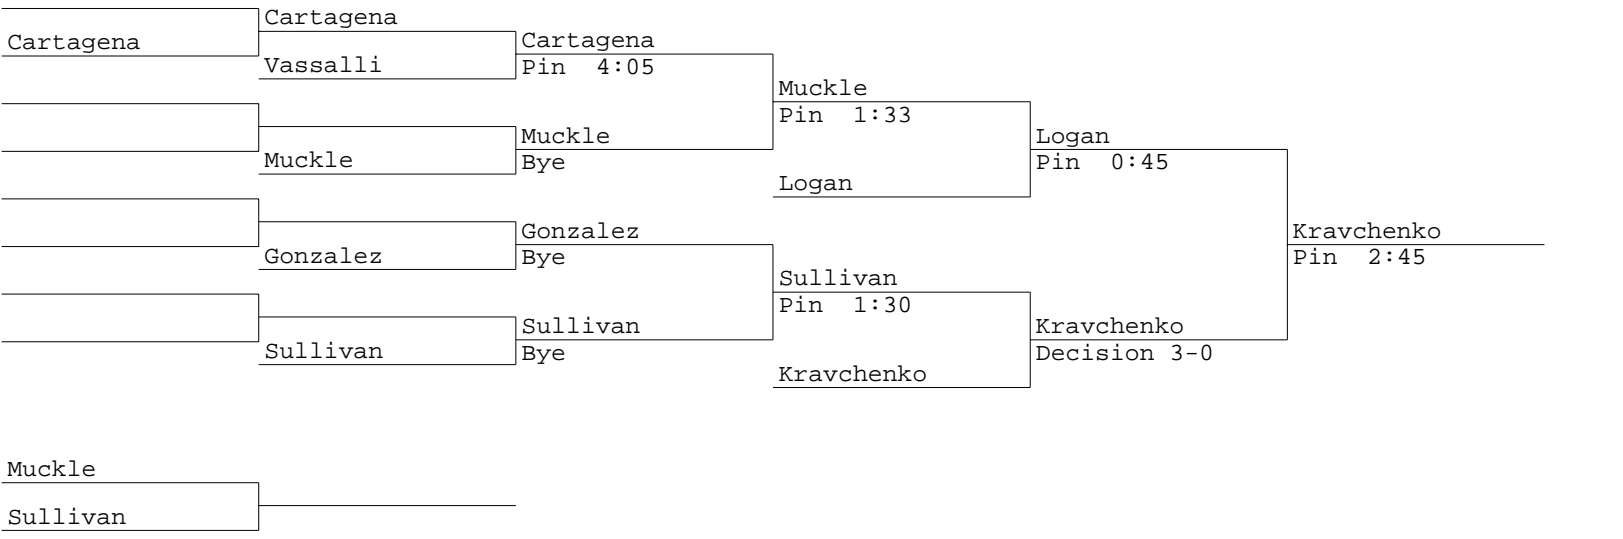 Cartagena
Cartagena
Vassalli
Cartagena
Pin 4:05
Muckle
Muckle
Bye
Muckle
Pin 1:33
Logan
Logan
Pin 0:45
Gonzalez
Gonzalez
Bye
Sullivan
Sullivan
Bye
Sullivan
Pin 1:30
Kravchenko
Kravchenko
Decision 3-0
Kravchenko
Pin 2:45
Muckle
Sullivan